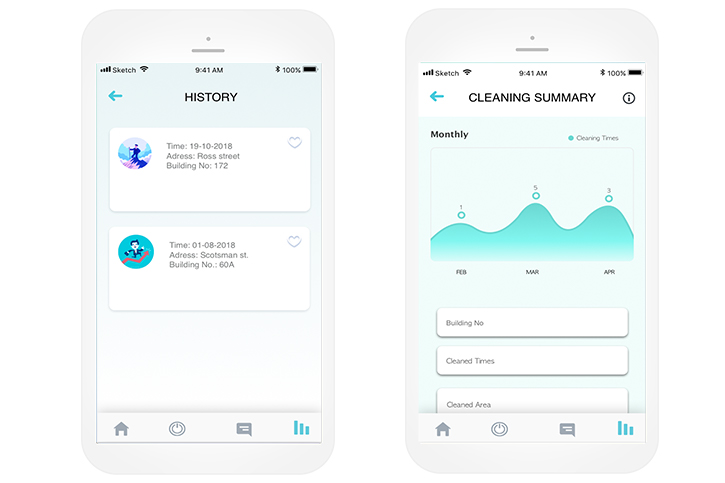 Sketch 9:41 AM 100%
HISTORY
Time: 19-10-2018
Adress: Ross street
Building No: 172
Time: 01-08-2018
Adress: Scotsman st.
Building No.: 60A
Sketch 9:41 AM 100%
CLEANING SUMMARY
Monthly
Cleaning Times
1 5 3
FEB MAR APR
Building No
Cleaned Times
Cleaned Area